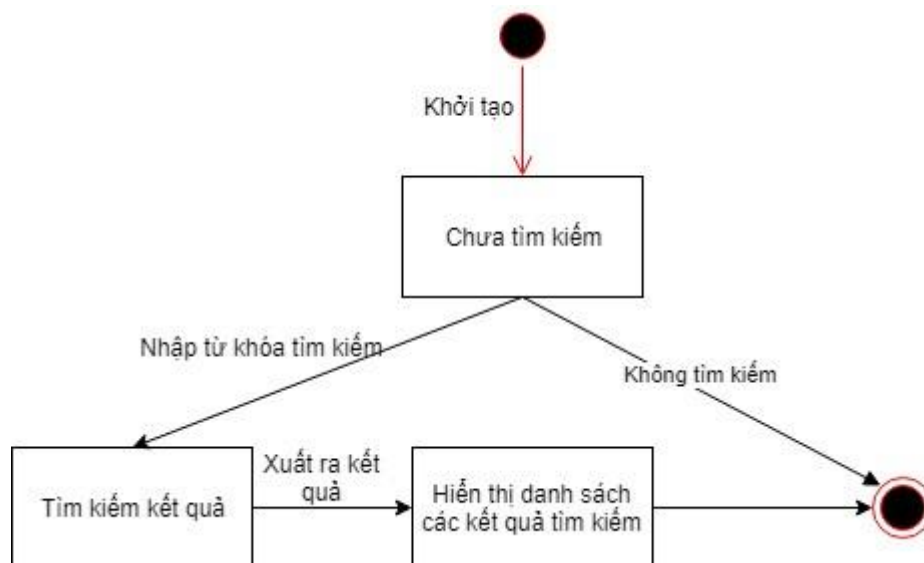 Khởi tạo
Chưa tìm kiếm
Nhập từ khóa tìm kiếm
Không tìm kiếm
Tìm kiếm kết quả
Xuất ra kết
quả
Hiển thị danh sách
các kết quả tìm kiếm